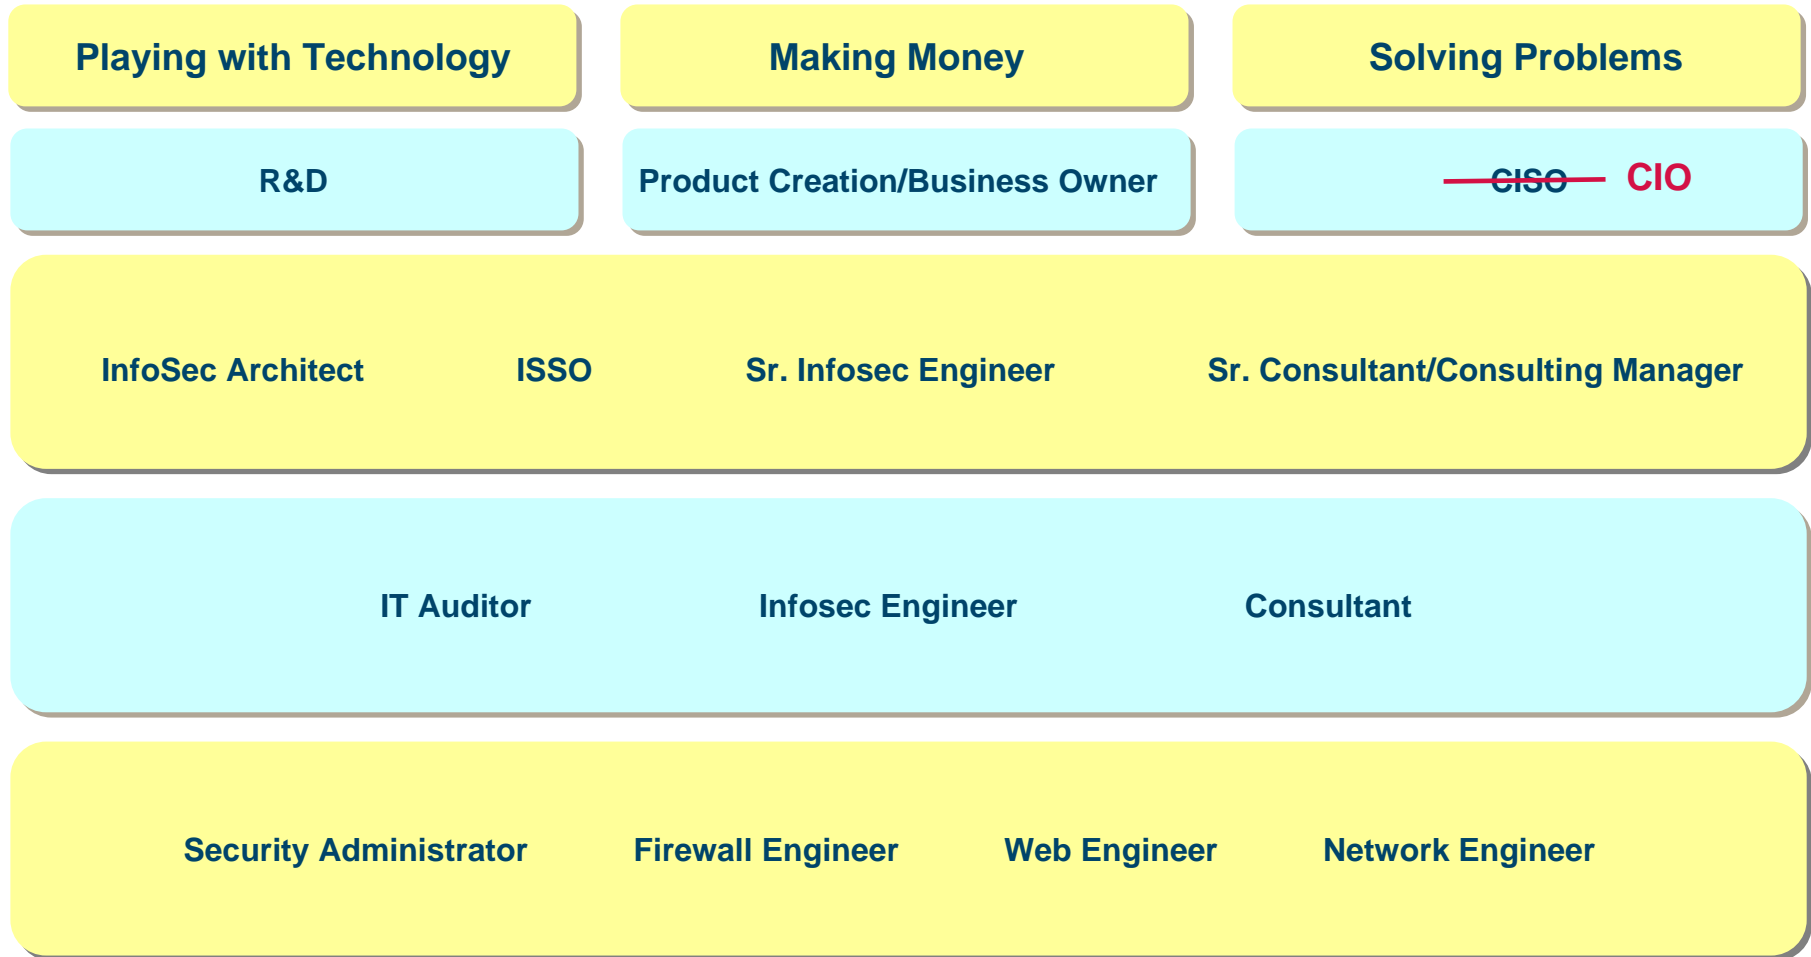 Playing with Technology
Making Money
Solving Problems
R&D
Product Creation/Business Owner
CISO CIO
InfoSec Architect ISSO Sr. Infosec Engineer Sr. Consultant/Consulting Manager
IT Auditor Infosec Engineer Consultant
Security Administrator Firewall Engineer Web Engineer Network Engineer